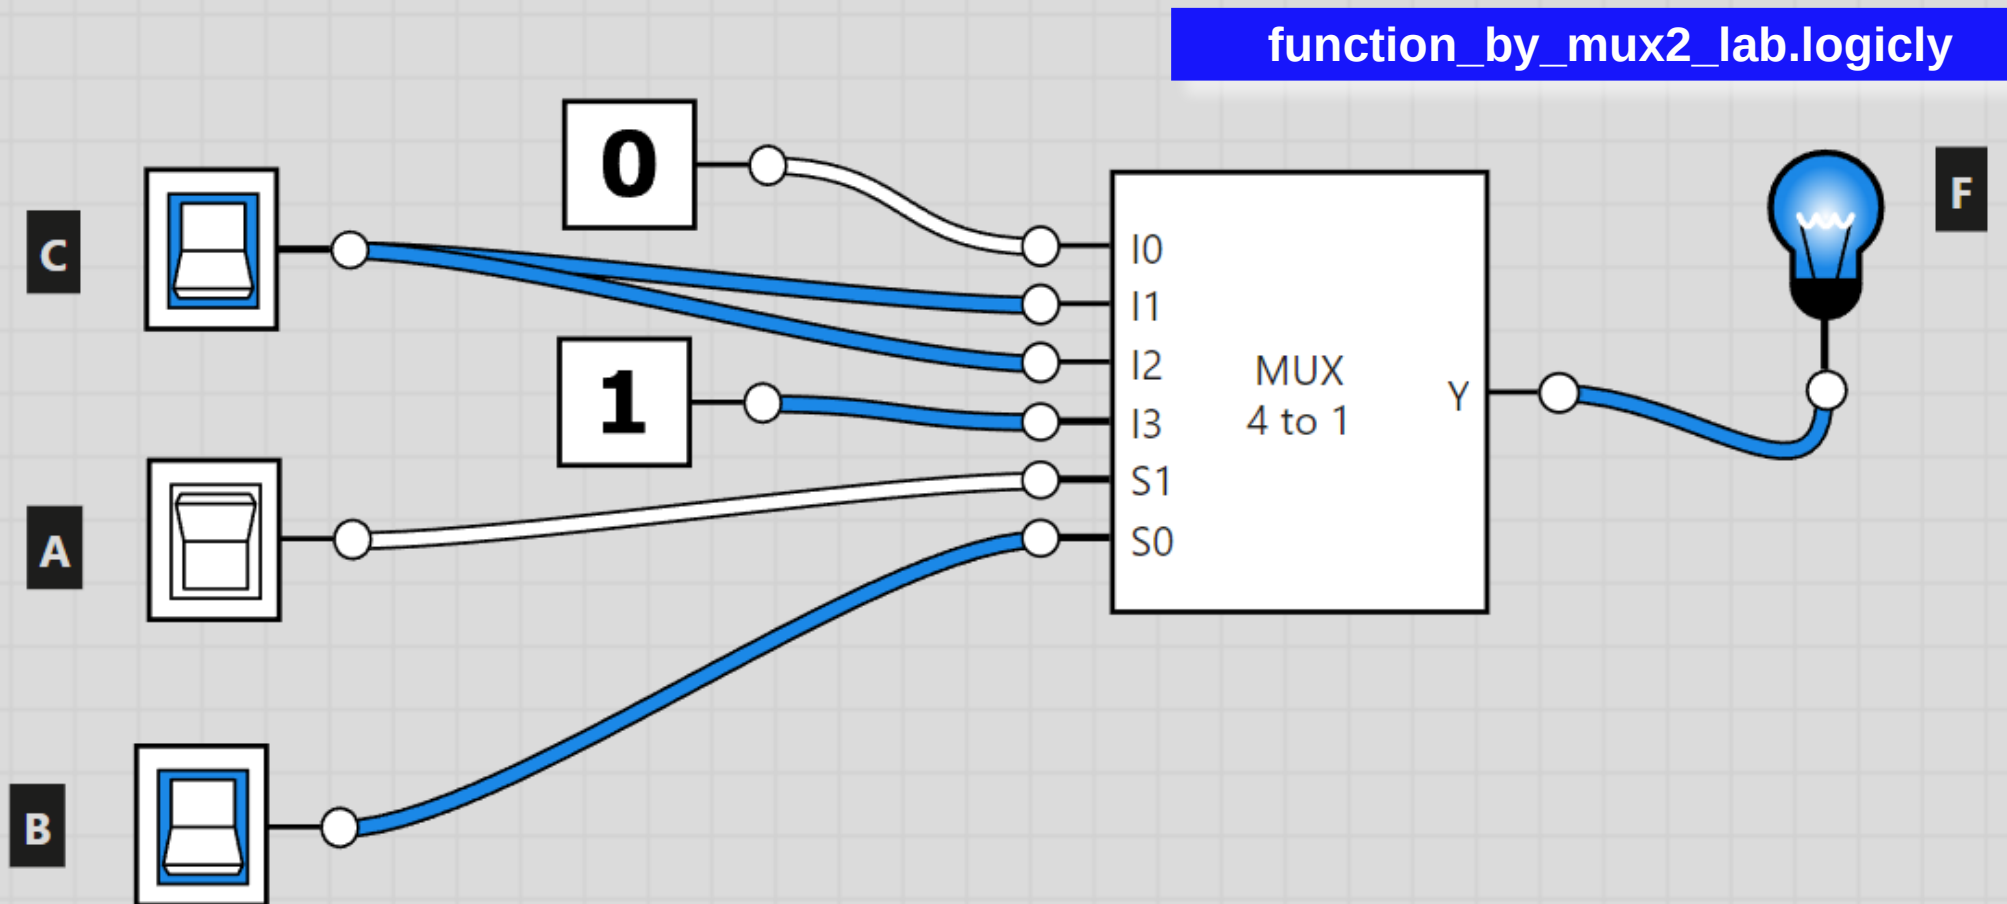 function_by_mux2_lab.logicly
0
F
C
I0
I1
I2
MUX
1
Y
I3
4 to 1
S1
A
S0
B